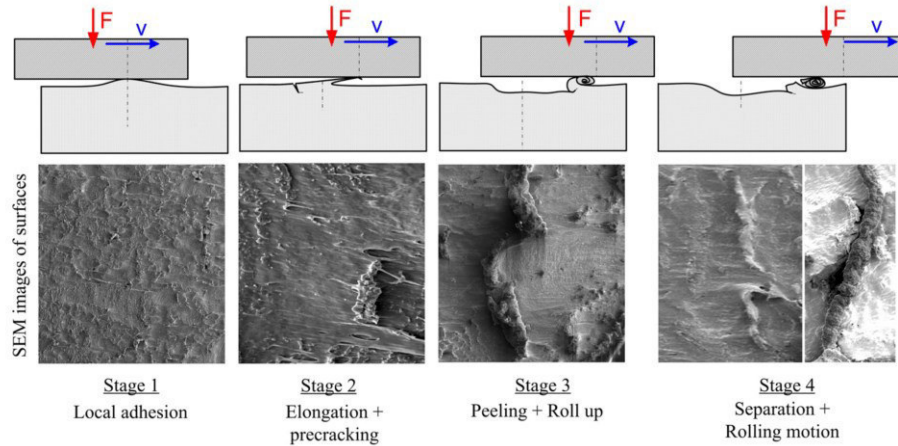 F
v
F
v
F
v
F
v
SEM images of surfaces
Stage 1
Local adhesion
Stage 2
Elongation +
precracking
Stage 3
Peeling + Roll up
Stage 4
Separation +
Rolling motion